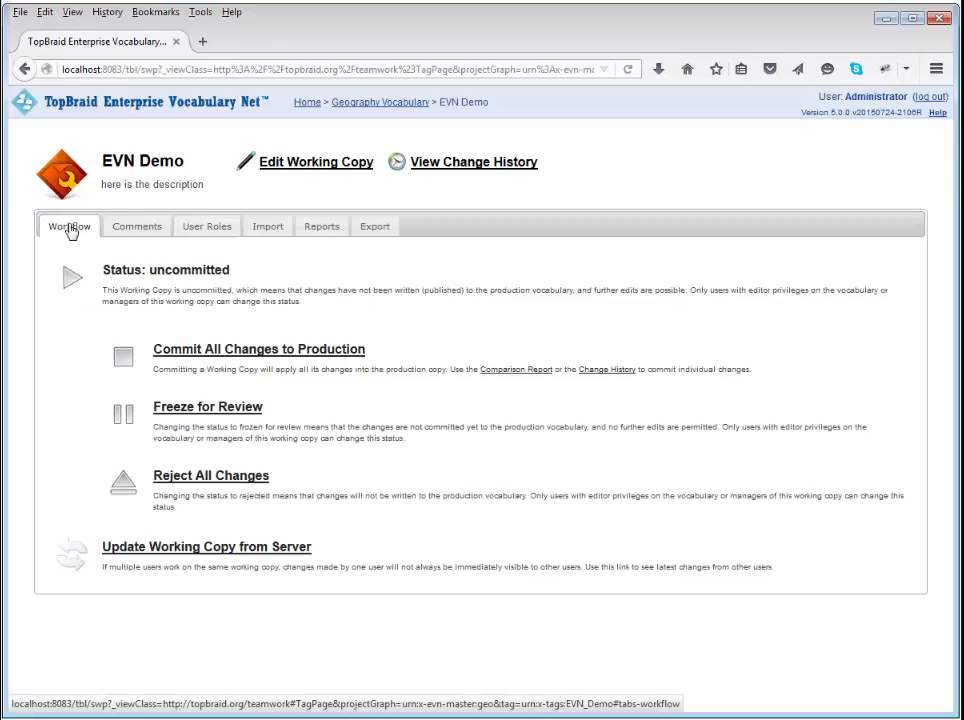 File Edit View History Bookmarks Tools Help
TopBraid Enterprise Vocabulary... × +
localhost:8083/tbl/swp?_viewClass=http%3A%2F%2Ftopbraid.org%2Fteamwork%23TagPage&projectGraph=urn%3Ax-evn-ma
TopBraid Enterprise Vocabulary Net™ Home > Geography Vocabulary > EVN Demo
User: Administrator (log out)
Version 5.0.0 v20150724-2106R Help
EVN Demo Edit Working Copy View Change History
here is the description
Workflow Comments User Roles Import Reports Export
Status: uncommitted
This Working Copy is uncommitted, which means that changes have not been written (published) to the production vocabulary, and further edits are possible. Only users with editor privileges on the vocabulary or
managers of this working copy can change this status.
Commit All Changes to Production
Committing a Working Copy will apply all its changes into the production copy. Use the Comparison Report or the Change History to commit individual changes.
Freeze for Review
Changing the status to frozen for review means that the changes are not committed yet to the production vocabulary, and no further edits are permitted. Only users with editor privileges on the
vocabulary or managers of this working copy can change this status.
Reject All Changes
Changing the status to rejected means that changes will not be written to the production vocabulary. Only users with editor privileges on the vocabulary or managers of this working copy can change this
status.
Update Working Copy from Server
If multiple users work on the same working copy, changes made by one user will not always be immediately visible to other users. Use this link to see latest changes from other users.
localhost:8083/tbl/swp?_viewClass=http://topbraid.org/teamwork#TagPage&projectGraph=urn:x-evn-master:geo&tag=urn:x-tags:EVN_Demo#tabs-workflow